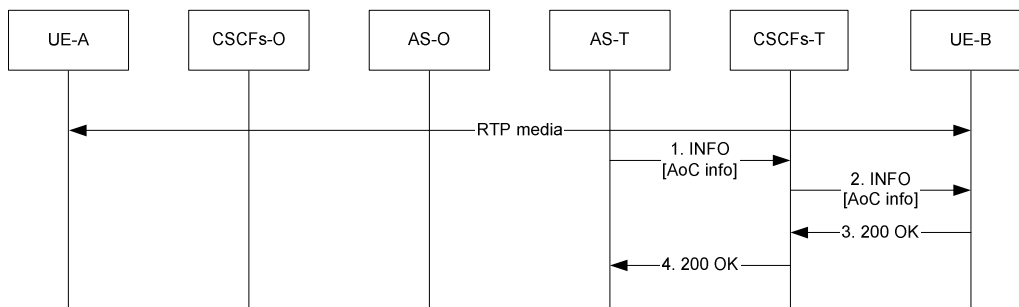 UE-A
CSCFs-O
AS-O
AS-T
CSCFs-T
UE-B
RTP media
1. INFO
[AoC info]
2. INFO
[AoC info]
3. 200 OK
4. 200 OK